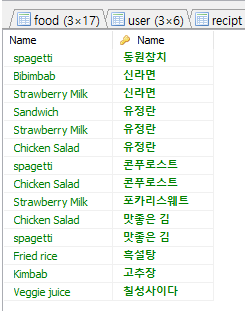 food (3×17) user (3×6) recipt
Name Name
spagetti 동원참치
Bibimbab 신라면
Strawberry Milk 신라면
Sandwich 유정란
Strawberry Milk 유정란
Chicken Salad 유정란
spagetti 콘푸로스트
Chicken Salad 콘푸로스트
Strawberry Milk 포카리스웨트
Chicken Salad 맛좋은 김
spagetti 맛좋은 김
Fried rice 흑설탕
Kimbab 고추장
Veggie juice 칠성사이다